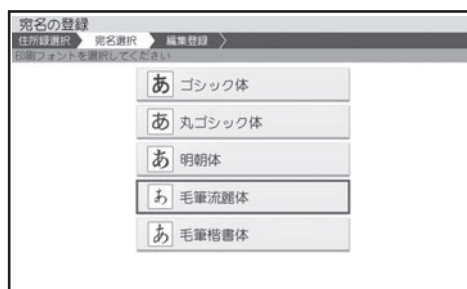 宛名の登録
住所録選択 宛名選択 編集登録
印刷フォントを選択してください
あ ゴシック体
あ 丸ゴシック体
あ 明朝体
あ 毛筆流麗体
あ 毛筆楷書体